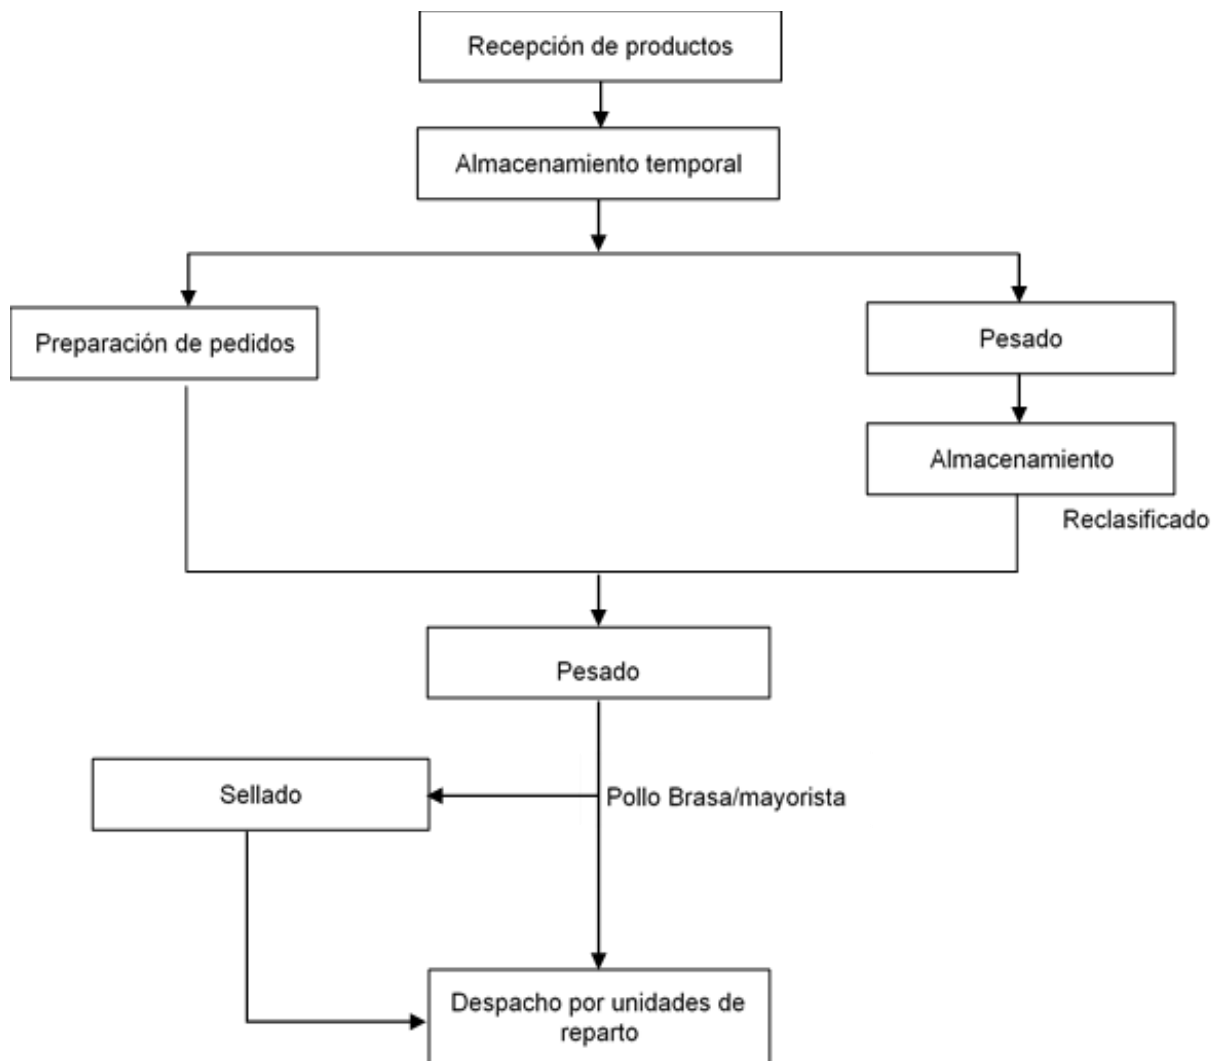 Recepción de productos
Almacenamiento temporal
Preparación de pedidos
Pesado
Almacenamiento
Reclasificado
Pesado
Sellado
Pollo Brasa/mayorista
Despacho por unidades de
reparto